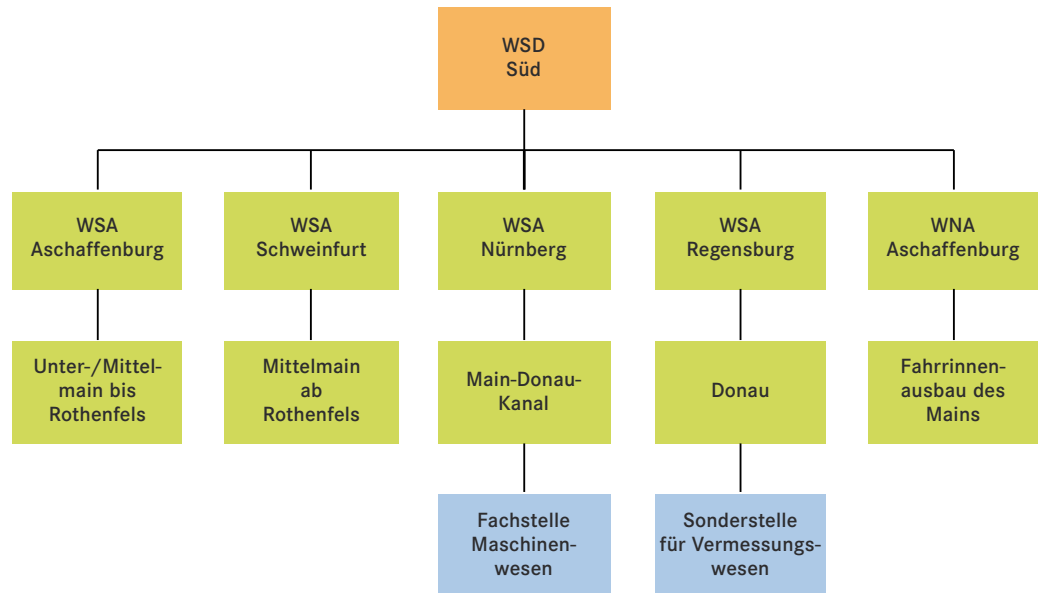 WSD
Süd
WSA
Aschaffenburg
WSA
Schweinfurt
WSA
Nürnberg
WSA
Regensburg
WNA
Aschaffenburg
Unter-/Mittel-
main bis
Rothenfels
Mittelmain
ab
Rothenfels
Main-Donau-
Kanal
Donau
Fahrrinnen-
ausbau des
Mains
Fachstelle
Maschinen-
wesen
Sonderstelle
für Vermessungs-
wesen